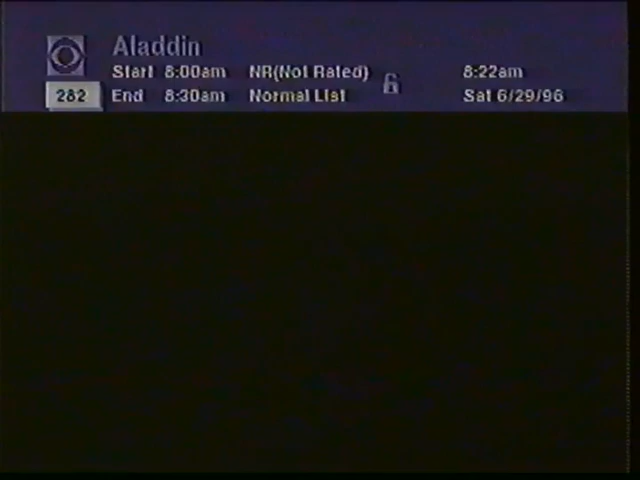 Aladdin
Start 8:00am NR(Not Rated) 8:22am
282 End 8:30am Normal List Sat 6/29/96